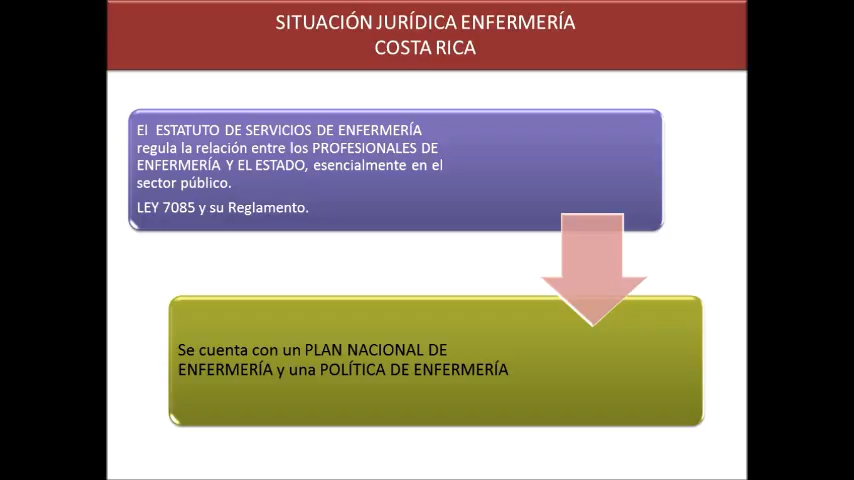 SITUACIÓN JURÍDICA ENFERMERÍA
COSTA RICA
El ESTATUTO DE SERVICIOS DE ENFERMERÍA
regula la relación entre los PROFESIONALES DE
ENFERMERÍA Y EL ESTADO, esencialmente en el
sector público.
LEY 7085 y su Reglamento.
Se cuenta con un PLAN NACIONAL DE
ENFERMERÍA y una POLÍTICA DE ENFERMERÍA